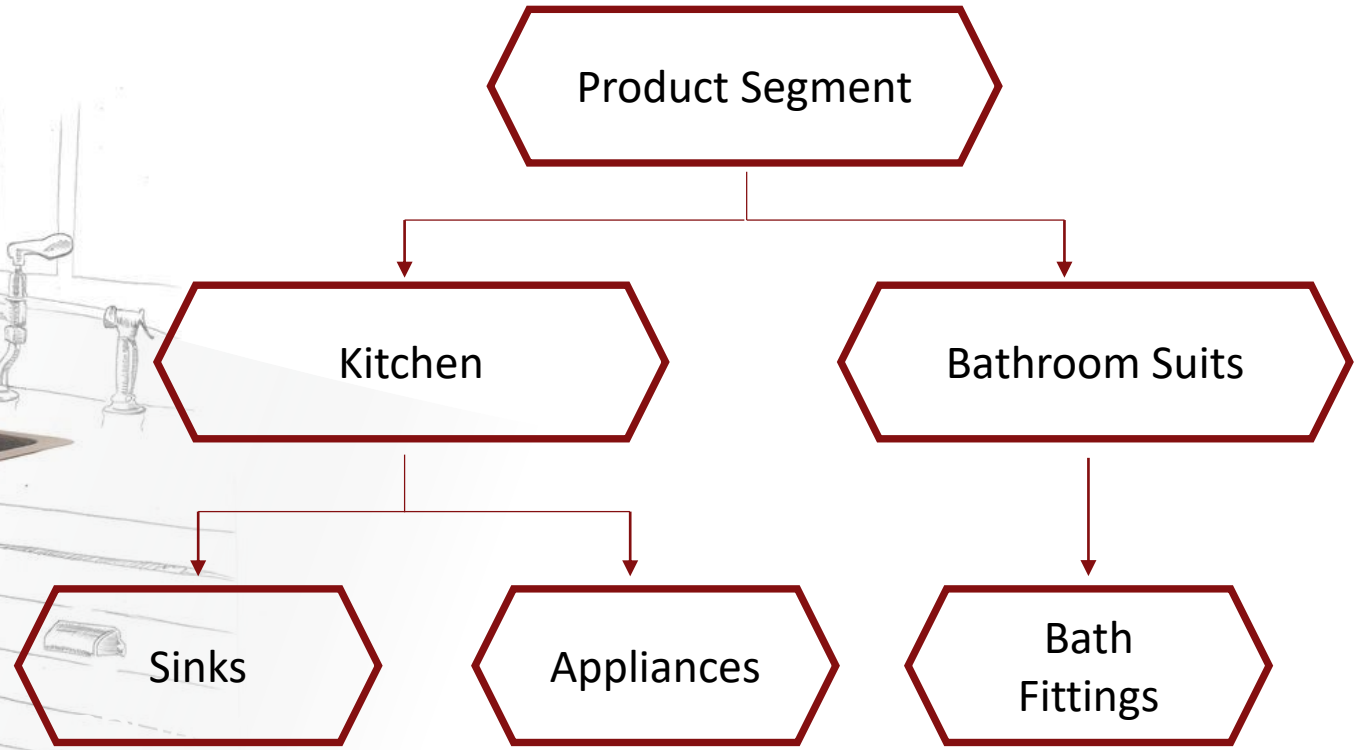 Product Segment
Kitchen
Bathroom Suits
Sinks
Appliances
Bath
Fittings